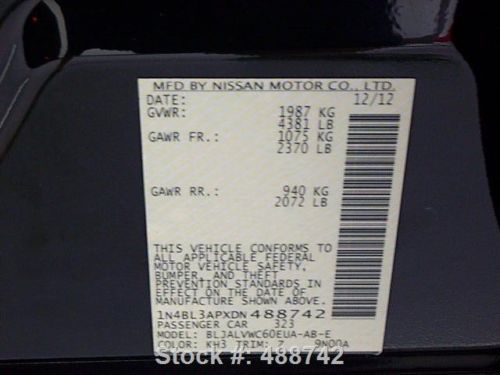 MFD BY NISSAN MOTOR CO., LTD.
DATE: 12/12
GVWR: 1987 KG
4381 LB
GAWR FR.: 1075 KG
2370 LB
GAWR RR.: 940 KG
2072 LB
THIS VEHICLE CONFORMS TO
ALL APPLICABLE FEDERAL
MOTOR VEHICLE SAFETY,
BUMPER, AND THEFT
PREVENTION STANDARDS IN
EFFECT ON THE DATE OF
MANUFACTURE SHOWN ABOVE.
1N4BL3APXDN488742
PASSENGER CAR 323
MODEL: BLJALVWC60EUA-AB-E
COLOR: KH3 TRIM: Z 9N00A
Stock #: 488742